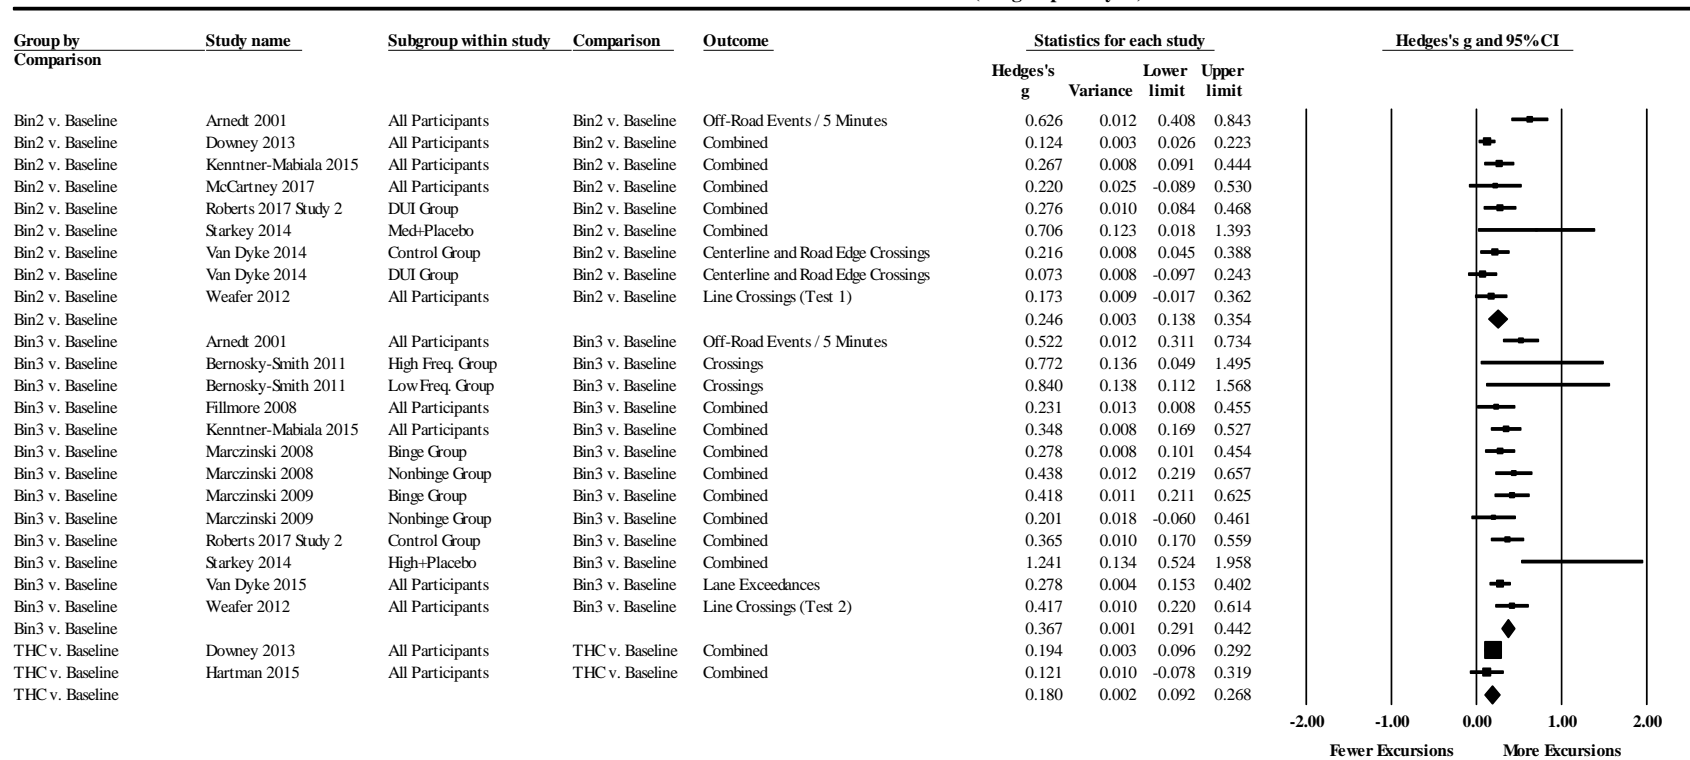 Group by Study name Subgroup within study Comparison Outcome Statistics for each study Hedges's g and 95% CI
Comparison
Hedges's Lower Upper
g Variance limit limit
Bin2 v. Baseline Arnedt 2001 All Participants Bin2 v. Baseline Off-Road Events / 5 Minutes 0.626 0.012 0.408 0.843
Bin2 v. Baseline Downey 2013 All Participants Bin2 v. Baseline Combined 0.124 0.003 0.026 0.223
Bin2 v. Baseline Kenntner-Mabiala 2015 All Participants Bin2 v. Baseline Combined 0.267 0.008 0.091 0.444
Bin2 v. Baseline McCartney 2017 All Participants Bin2 v. Baseline Combined 0.220 0.025 -0.089 0.530
Bin2 v. Baseline Roberts 2017 Study 2 DUI Group Bin2 v. Baseline Combined 0.276 0.010 0.084 0.468
Bin2 v. Baseline Starkey 2014 Med+Placebo Bin2 v. Baseline Combined 0.706 0.123 0.018 1.393
Bin2 v. Baseline Van Dyke 2014 Control Group Bin2 v. Baseline Centerline and Road Edge Crossings 0.216 0.008 0.045 0.388
Bin2 v. Baseline Van Dyke 2014 DUI Group Bin2 v. Baseline Centerline and Road Edge Crossings 0.073 0.008 -0.097 0.243
Bin2 v. Baseline Weafer 2012 All Participants Bin2 v. Baseline Line Crossings (Test 1) 0.173 0.009 -0.017 0.362
Bin2 v. Baseline 0.246 0.003 0.138 0.354
Bin3 v. Baseline Arnedt 2001 All Participants Bin3 v. Baseline Off-Road Events / 5 Minutes 0.522 0.012 0.311 0.734
Bin3 v. Baseline Bernosky-Smith 2011 High Freq. Group Bin3 v. Baseline Crossings 0.772 0.136 0.049 1.495
Bin3 v. Baseline Bernosky-Smith 2011 Low Freq. Group Bin3 v. Baseline Crossings 0.840 0.138 0.112 1.568
Bin3 v. Baseline Fillmore 2008 All Participants Bin3 v. Baseline Combined 0.231 0.013 0.008 0.455
Bin3 v. Baseline Kenntner-Mabiala 2015 All Participants Bin3 v. Baseline Combined 0.348 0.008 0.169 0.527
Bin3 v. Baseline Marczinski 2008 Binge Group Bin3 v. Baseline Combined 0.278 0.008 0.101 0.454
Bin3 v. Baseline Marczinski 2008 Nonbinge Group Bin3 v. Baseline Combined 0.438 0.012 0.219 0.657
Bin3 v. Baseline Marczinski 2009 Binge Group Bin3 v. Baseline Combined 0.418 0.011 0.211 0.625
Bin3 v. Baseline Marczinski 2009 Nonbinge Group Bin3 v. Baseline Combined 0.201 0.018 -0.060 0.461
Bin3 v. Baseline Roberts 2017 Study 2 Control Group Bin3 v. Baseline Combined 0.365 0.010 0.170 0.559
Bin3 v. Baseline Starkey 2014 High+Placebo Bin3 v. Baseline Combined 1.241 0.134 0.524 1.958
Bin3 v. Baseline Van Dyke 2015 All Participants Bin3 v. Baseline Lane Exceedances 0.278 0.004 0.153 0.402
Bin3 v. Baseline Weafer 2012 All Participants Bin3 v. Baseline Line Crossings (Test 2) 0.417 0.010 0.220 0.614
Bin3 v. Baseline 0.367 0.001 0.291 0.442
THC v. Baseline Downey 2013 All Participants THC v. Baseline Combined 0.194 0.003 0.096 0.292
THC v. Baseline Hartman 2015 All Participants THC v. Baseline Combined 0.121 0.010 -0.078 0.319
THC v. Baseline 0.180 0.002 0.092 0.268
-2.00 -1.00 0.00 1.00 2.00
Fewer Excursions More Excursions